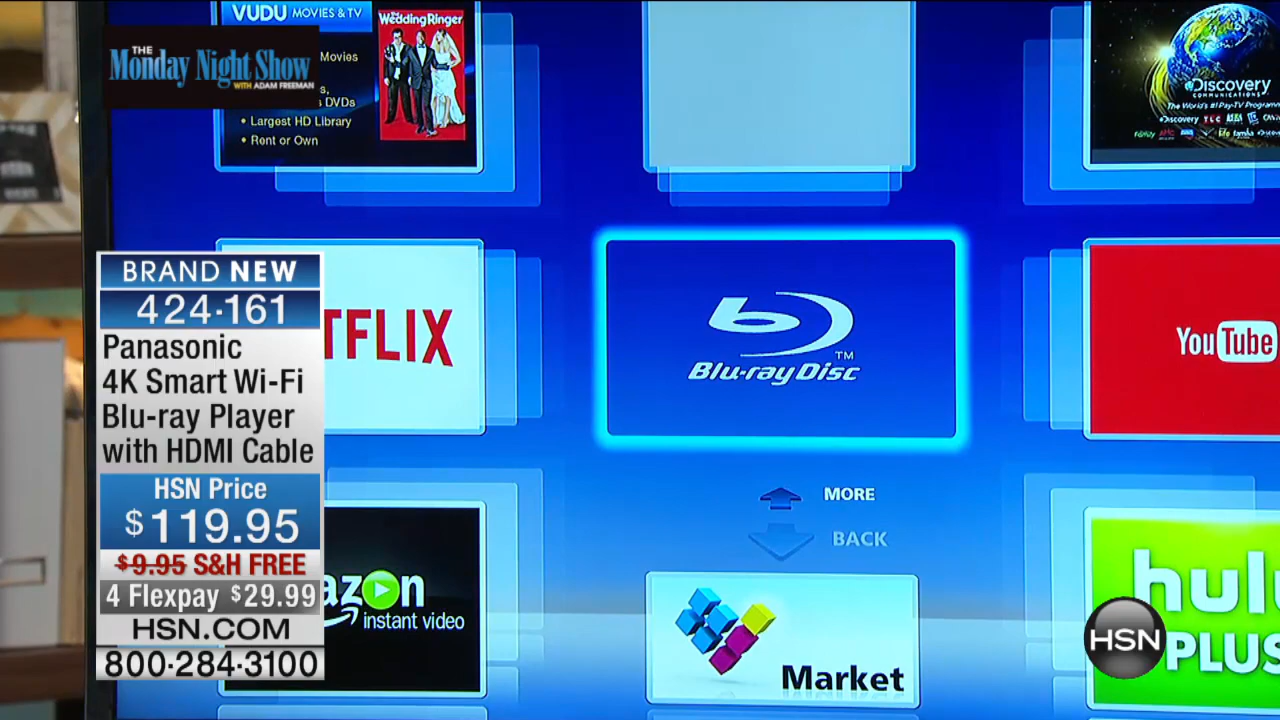 VUDU MOVIES & TV
The Wedding Ringer
Movies
s,
s DVDs
• Largest HD Library
• Rent or Own
THE
Monday Night Show
WITH ADAM FREEMAN
Discovery
COMMUNICATIONS
The World's #1 Pay-TV Programm
Discovery TLC
BRAND NEW
424-161
Panasonic
4K Smart Wi-Fi
Blu-ray Player
with HDMI Cable
HSN Price
$119.95
$9.95 S&H FREE
4 Flexpay $29.99
HSN.COM
800-284-3100
TFLIX
Blu-ray Disc
TM
YouTube
MORE
BACK
azon
instant video
Market
hulu
PLUS
HSN